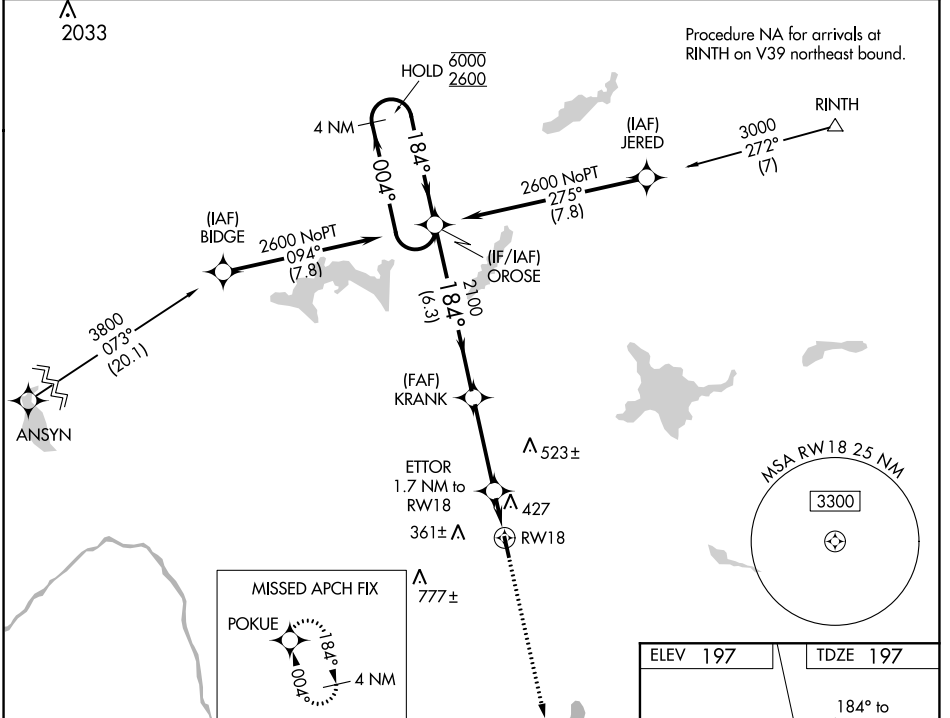 2033
Procedure NA for arrivals at
RINTH on V39 northeast bound.
HOLD 6000
2600
4 NM
184°
004°
RINTH
3000
272°
(7)
(IAF)
JERED
2600 NoPT
275°
(7.8)
(IAF)
BIDGE
2600 NoPT
094°
(7.8)
(IF/IAF)
OROSE
2100
184°
(6.3)
3800
073°
(20.1)
ANSYN
(FAF)
KRANK
523±
ETTOR
1.7 NM to
RW18
427
361±
RW18
777±
MSA RW18 25 NM
3300
MISSED APCH FIX
POKUE
184°
004°
4 NM
ELEV 197
TDZE 197
184° to